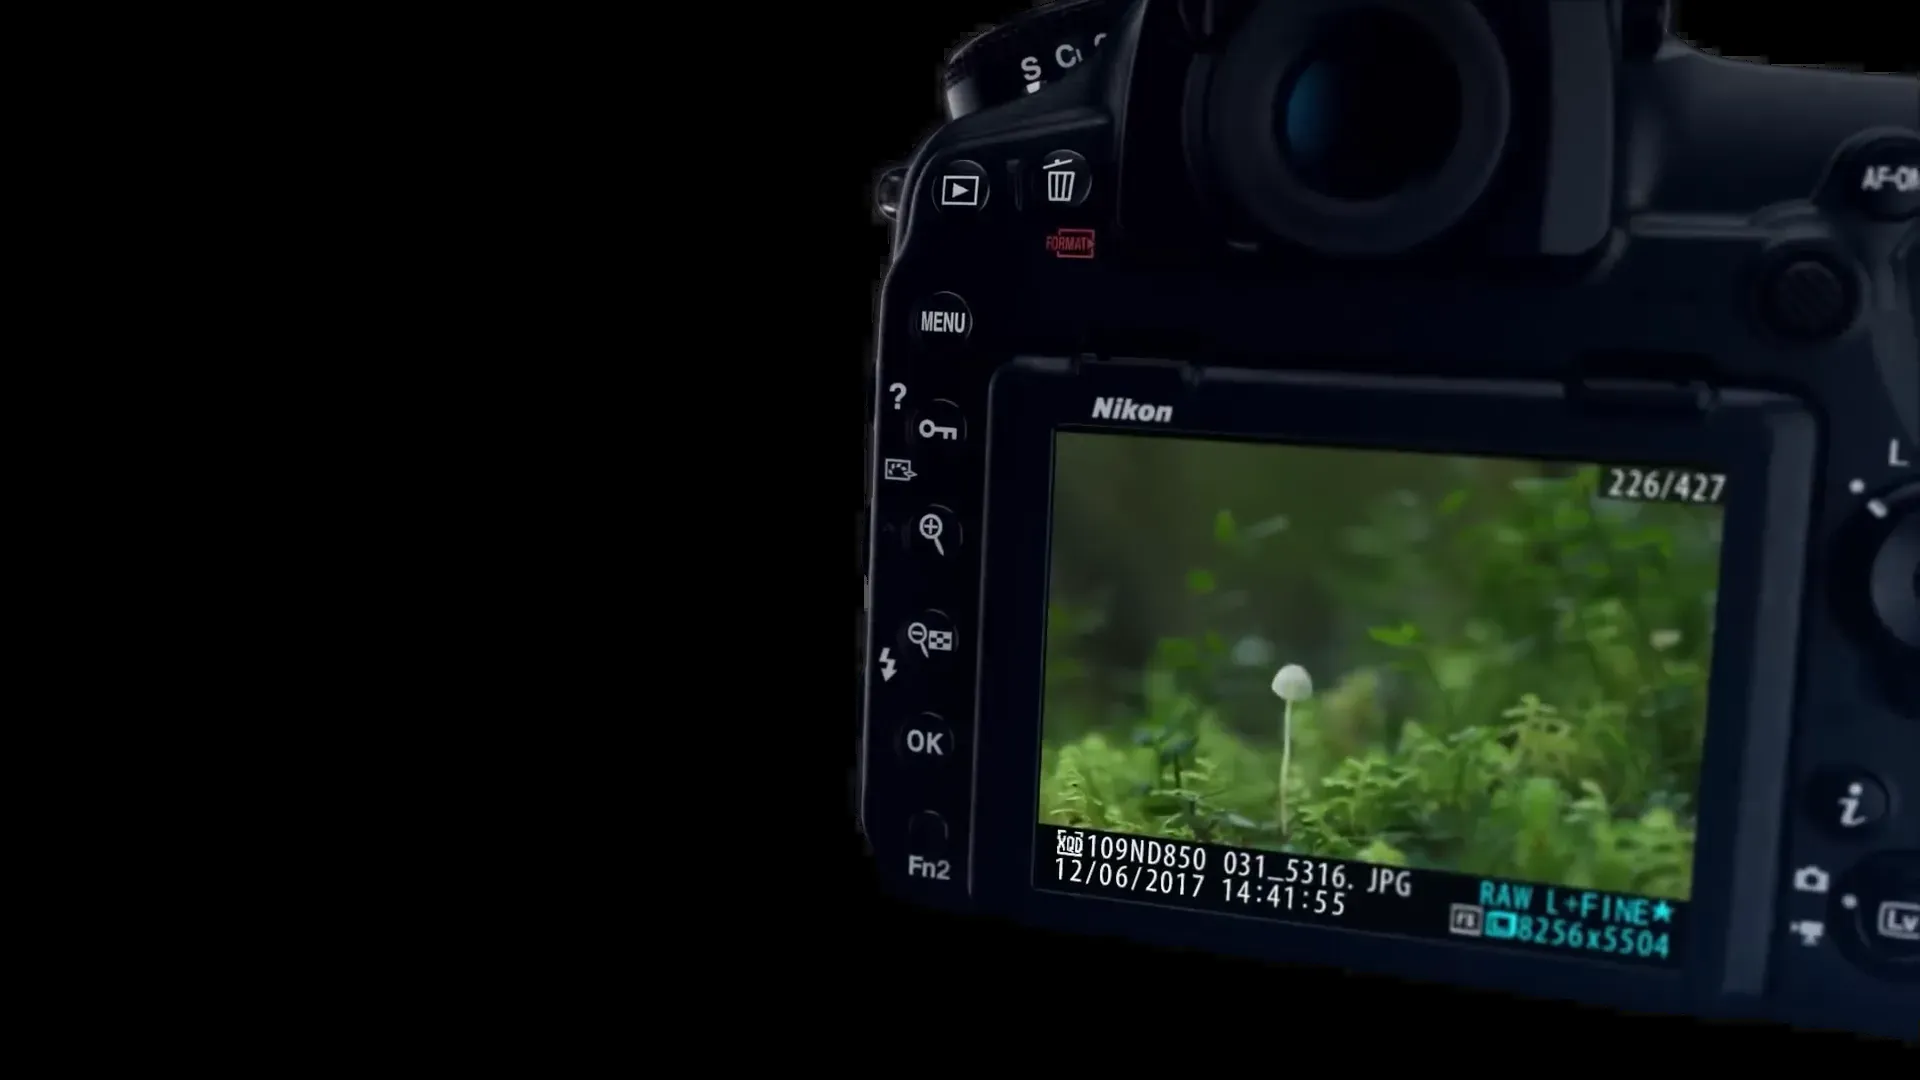 S CL
AF-ON
FORMAT
MENU
?
Nikon
L
226/427
OK
Fn2
i
XQD 109ND850 031_5316. JPG
12/06/2017 14:41:55
RAW L+FINE★
FX 8256x5504
Lv